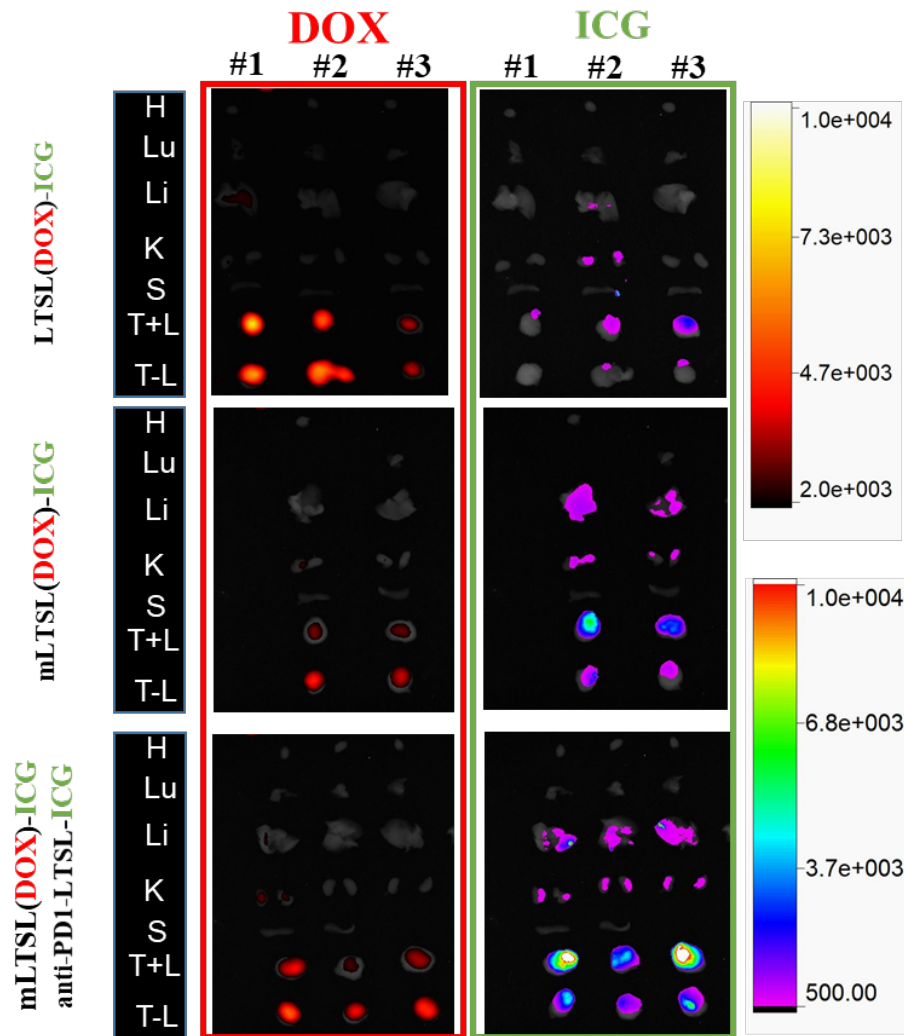 DOX ICG
#1 #2 #3 #1 #2 #3
LTSL(DOX)-ICG
H
Lu
Li
K
S
T+L
T-L
1.0e+004
7.3e+003
4.7e+003
2.0e+003
mLTSL(DOX)-ICG
H
Lu
Li
K
S
T+L
T-L
1.0e+004
6.8e+003
3.7e+003
500.00
mLTSL(DOX)-ICG
anti-PD1-LTSL-ICG
H
Lu
Li
K
S
T+L
T-L